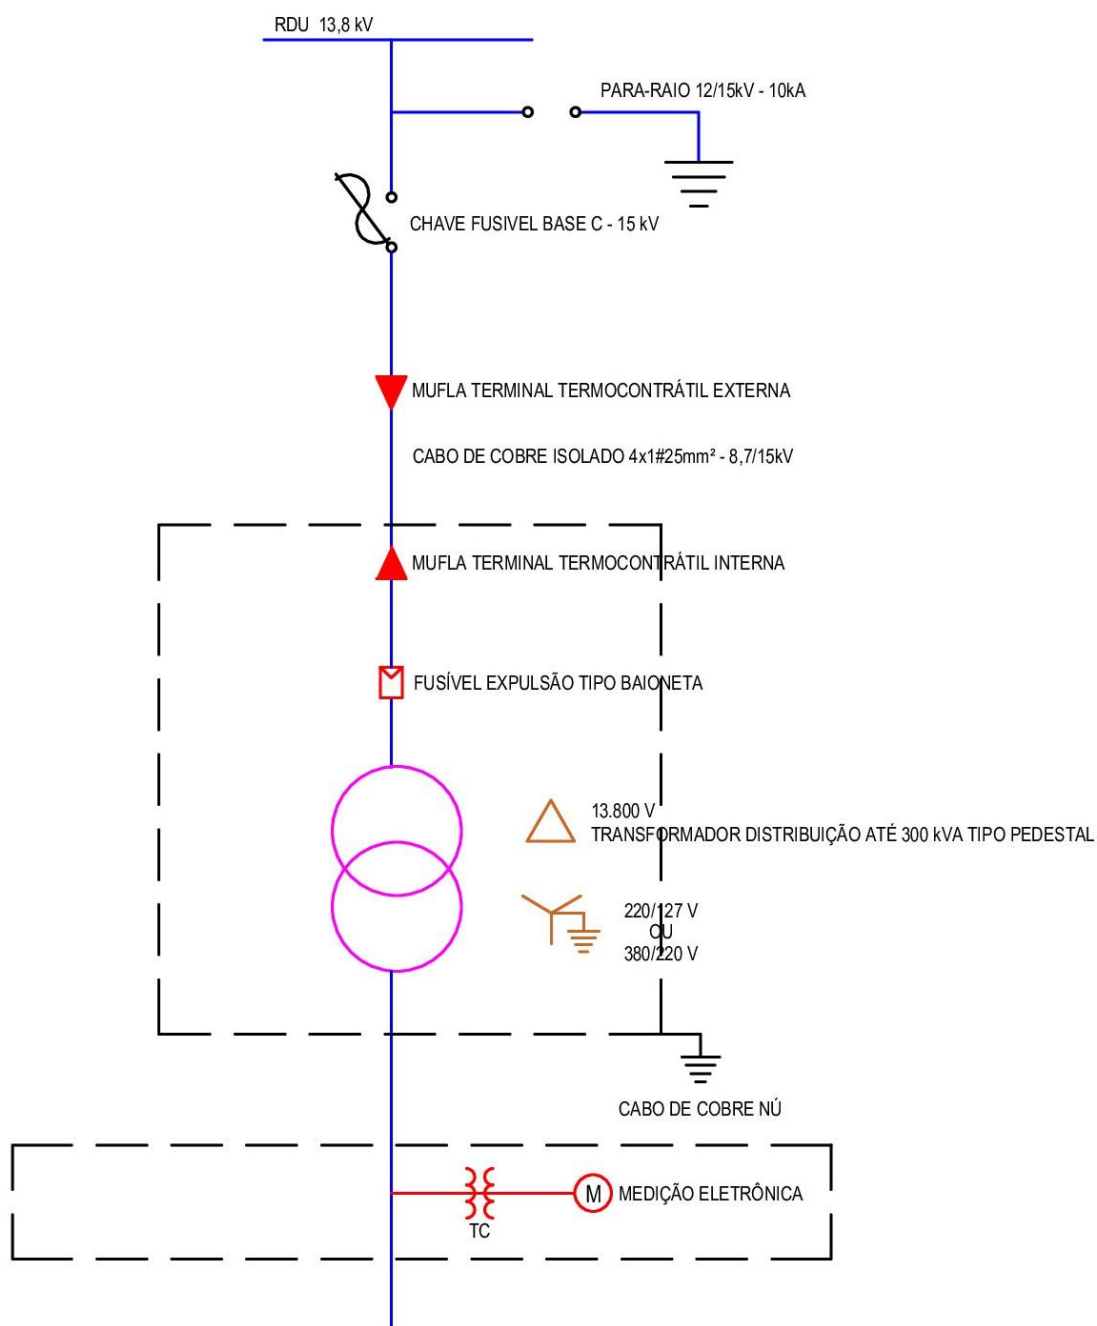 RDU 13,8 kV
PARA-RAIO 12/15kV - 10kA
CHAVE FUSIVEL BASE C - 15 kV
MUFLA TERMINAL TERMOCONTRÁTIL EXTERNA
CABO DE COBRE ISOLADO 4x1#25mm² - 8,7/15kV
MUFLA TERMINAL TERMOCONTRÁTIL INTERNA
FUSÍVEL EXPULSÃO TIPO BAIONETA
13.800 V
TRANSFORMADOR DISTRIBUIÇÃO ATÉ 300 kVA TIPO PEDESTAL
220/127 V
OU
380/220 V
CABO DE COBRE NÚ
M MEDIÇÃO ELETRÔNICA
TC